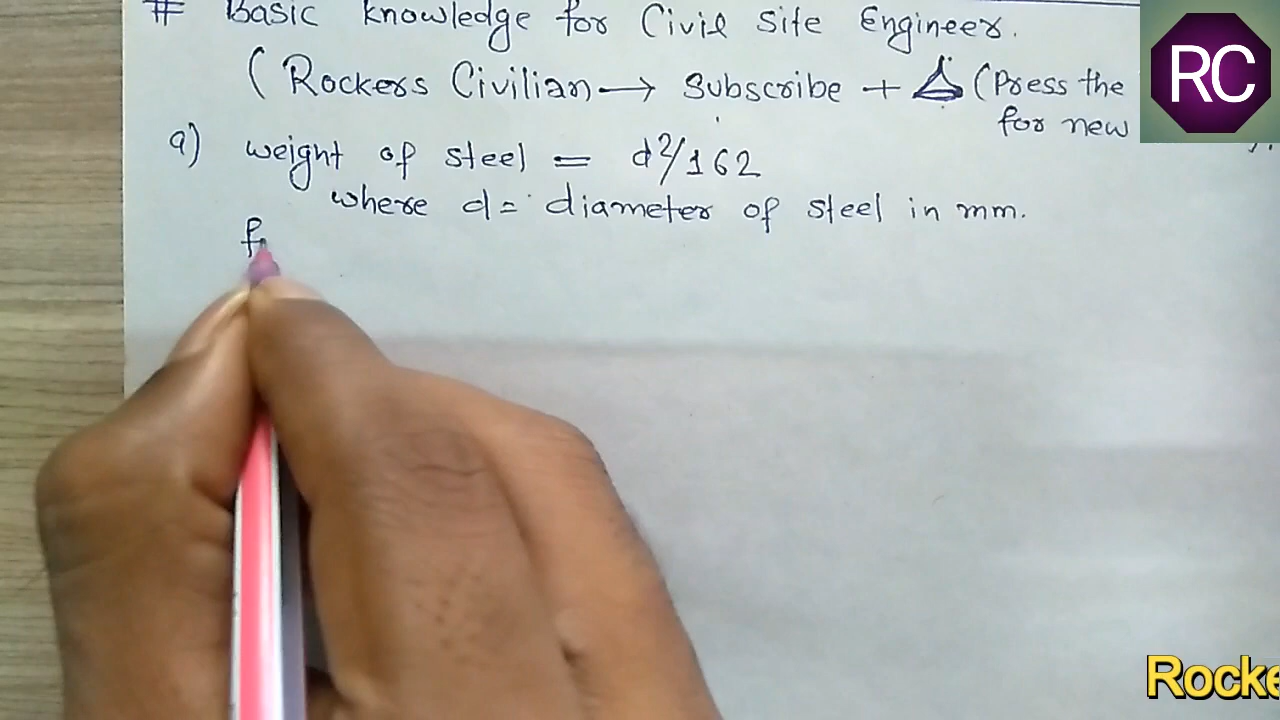 # Basic knowledge for Civil Site Engineer.
(Rockers Civilian → Subscribe + (Press the
for new
a) weight of steel = d²/162
where d = diameter of steel in mm.
f
RC
Rocke